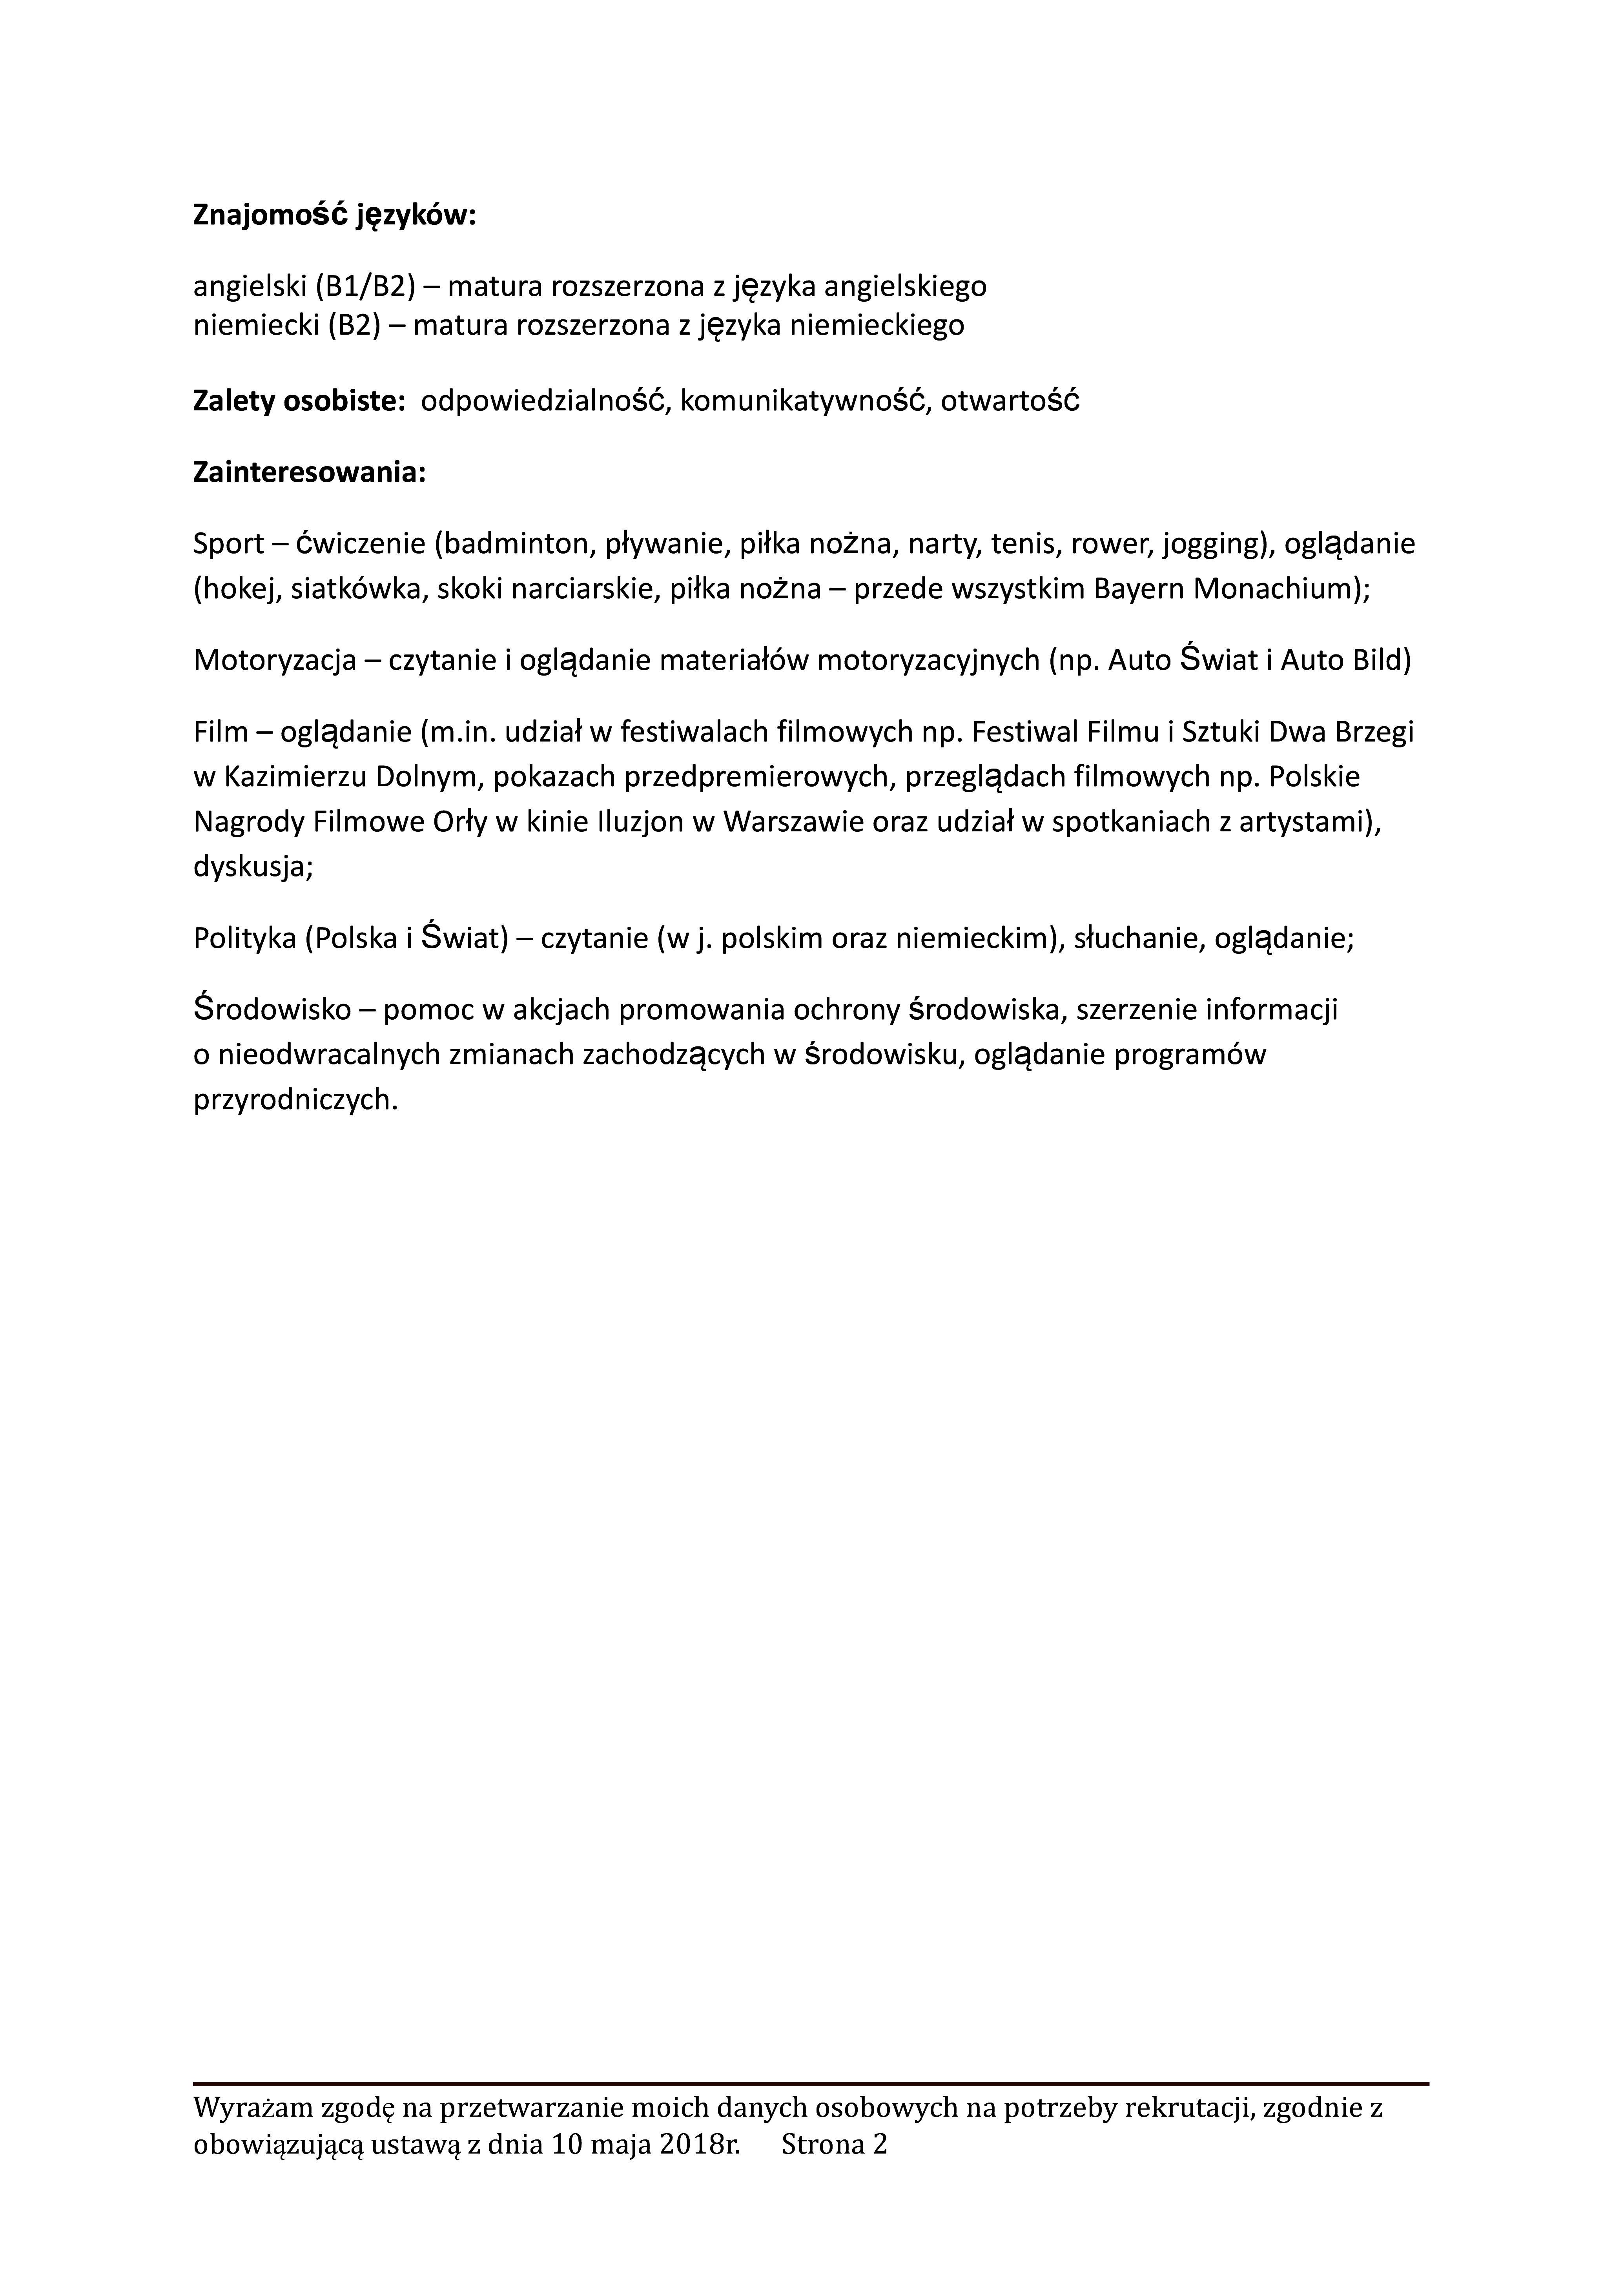 Znajomość języków:
angielski (B1/B2) – matura rozszerzona z języka angielskiego
niemiecki (B2) – matura rozszerzona z języka niemieckiego
Zalety osobiste:  odpowiedzialność, komunikatywność, otwartość
Zainteresowania:
Sport – ćwiczenie (badminton, pływanie, piłka nożna, narty, tenis, rower, jogging), oglądanie
(hokej, siatkówka, skoki narciarskie, piłka nożna – przede wszystkim Bayern Monachium);
Motoryzacja – czytanie i oglądanie materiałów motoryzacyjnych (np. Auto Świat i Auto Bild)
Film – oglądanie (m.in. udział w festiwalach filmowych np. Festiwal Filmu i Sztuki Dwa Brzegi
w Kazimierzu Dolnym, pokazach przedpremierowych, przeglądach filmowych np. Polskie
Nagrody Filmowe Orły w kinie Iluzjon w Warszawie oraz udział w spotkaniach z artystami),
dyskusja;
Polityka (Polska i Świat) – czytanie (w j. polskim oraz niemieckim), słuchanie, oglądanie;
Środowisko – pomoc w akcjach promowania ochrony środowiska, szerzenie informacji
o nieodwracalnych zmianach zachodzących w środowisku, oglądanie programów
przyrodniczych.
Wyrażam zgodę na przetwarzanie moich danych osobowych na potrzeby rekrutacji, zgodnie z
obowiązującą ustawą z dnia 10 maja 2018r.    Strona 2